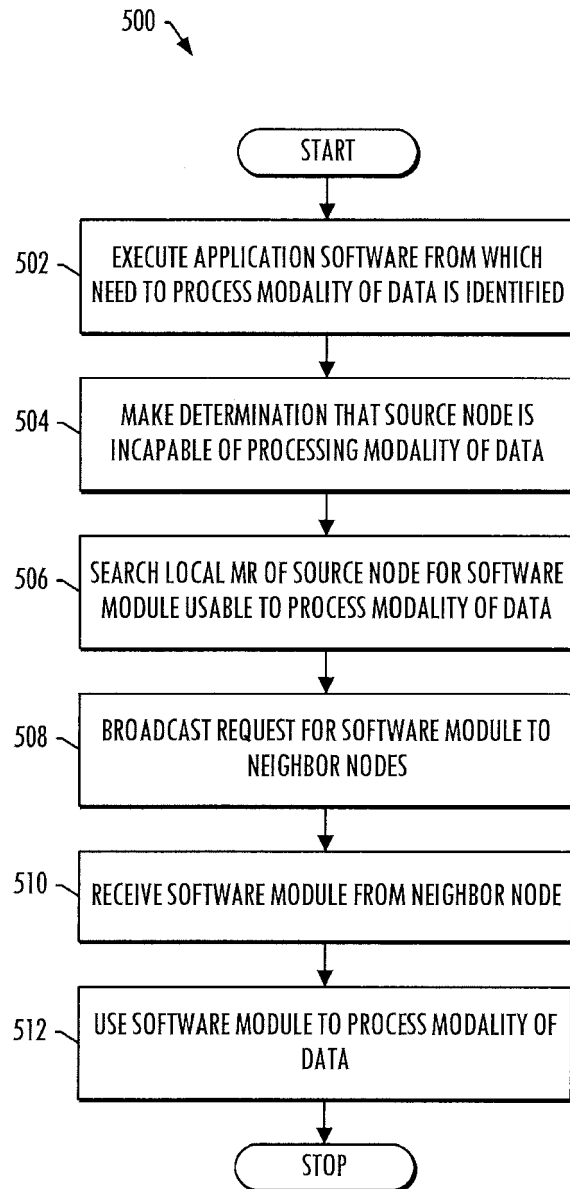 500
START
502
EXECUTE APPLICATION SOFTWARE FROM WHICH
NEED TO PROCESS MODALITY OF DATA IS IDENTIFIED
504
MAKE DETERMINATION THAT SOURCE NODE IS
INCAPABLE OF PROCESSING MODALITY OF DATA
506
SEARCH LOCAL MR OF SOURCE NODE FOR SOFTWARE
MODULE USABLE TO PROCESS MODALITY OF DATA
508
BROADCAST REQUEST FOR SOFTWARE MODULE TO
NEIGHBOR NODES
510
RECEIVE SOFTWARE MODULE FROM NEIGHBOR NODE
512
USE SOFTWARE MODULE TO PROCESS MODALITY OF
DATA
STOP